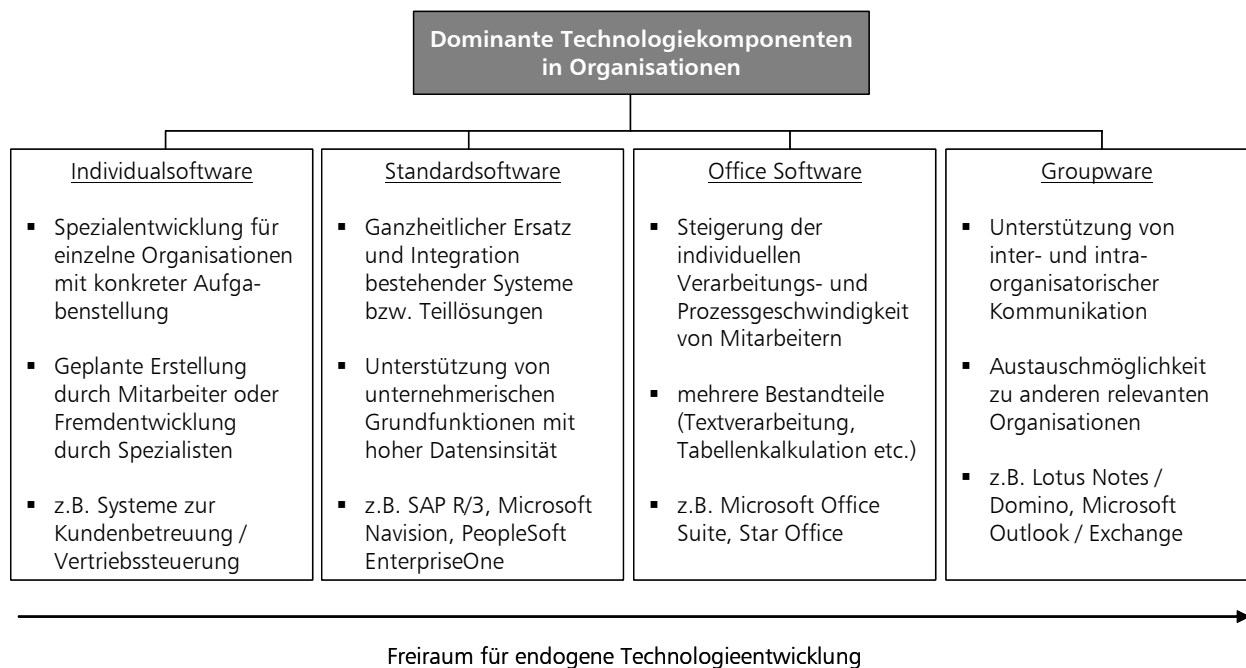 Dominante Technologiekomponenten
in Organisationen
Individualsoftware
▪ Spezialentwicklung für
einzelne Organisationen
mit konkreter Aufga-
benstellung
▪ Geplante Erstellung
durch Mitarbeiter oder
Fremdentwicklung
durch Spezialisten
▪ z.B. Systeme zur
Kundenbetreuung /
Vertriebssteuerung
Standardsoftware
▪ Ganzheitlicher Ersatz
und Integration
bestehender Systeme
bzw. Teillösungen
▪ Unterstützung von
unternehmerischen
Grundfunktionen mit
hoher Datensinsität
▪ z.B. SAP R/3, Microsoft
Navision, PeopleSoft
EnterpriseOne
Office Software
▪ Steigerung der
individuellen
Verarbeitungs- und
Prozessgeschwindigkeit
von Mitarbeitern
▪ mehrere Bestandteile
(Textverarbeitung,
Tabellenkalkulation etc.)
▪ z.B. Microsoft Office
Suite, Star Office
Groupware
▪ Unterstützung von
inter- und intra-
organisatorischer
Kommunikation
▪ Austauschmöglichkeit
zu anderen relevanten
Organisationen
▪ z.B. Lotus Notes /
Domino, Microsoft
Outlook / Exchange
Freiraum für endogene Technologieentwicklung